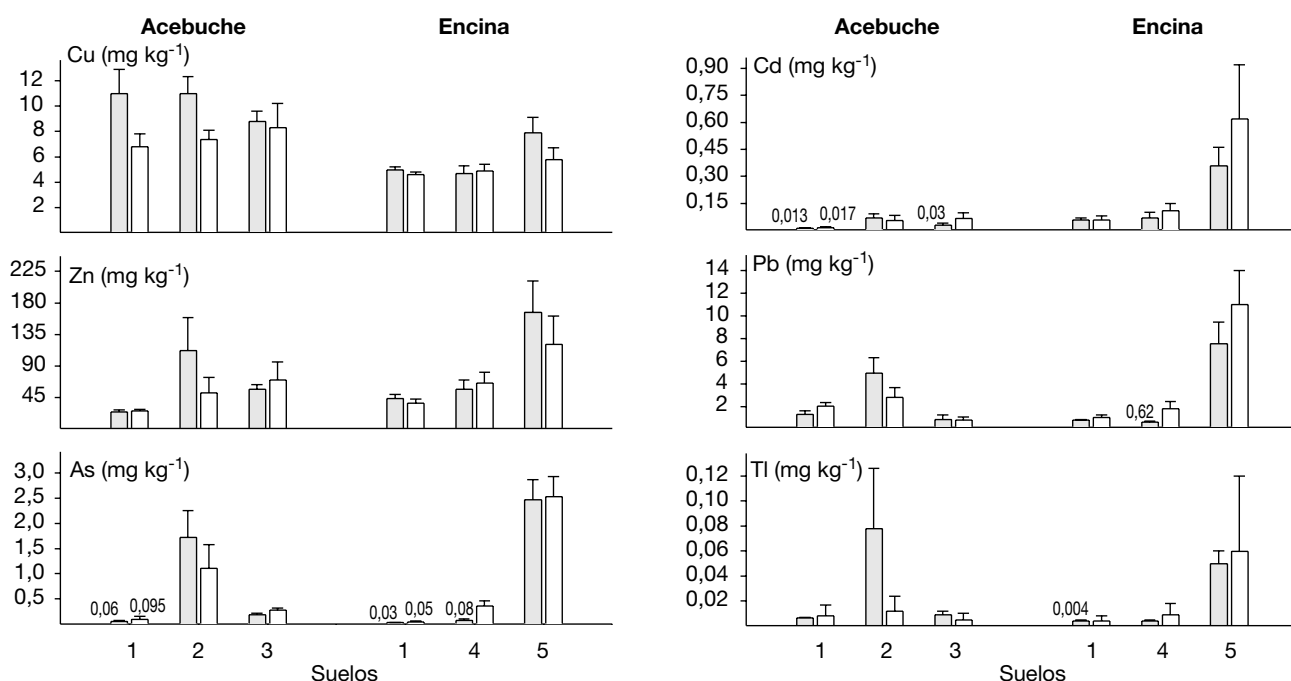 Acebuche Encina
Cu (mg kg⁻¹)
12
10
8
6
4
2
Zn (mg kg⁻¹)
225
180
135
90
45
As (mg kg⁻¹)
3,0
2,5
2,0
1,5
1,0
0,5
0,06 0,095 0,03 0,05 0,08
1 2 3 1 4 5
Suelos
Acebuche Encina
Cd (mg kg⁻¹)
0,90
0,75
0,60
0,45
0,30
0,15
0,013 0,017 0,03
Pb (mg kg⁻¹)
14
12
10
8
6
4
2
0,62
Tl (mg kg⁻¹)
0,12
0,10
0,08
0,06
0,04
0,02
0,004
1 2 3 1 4 5
Suelos